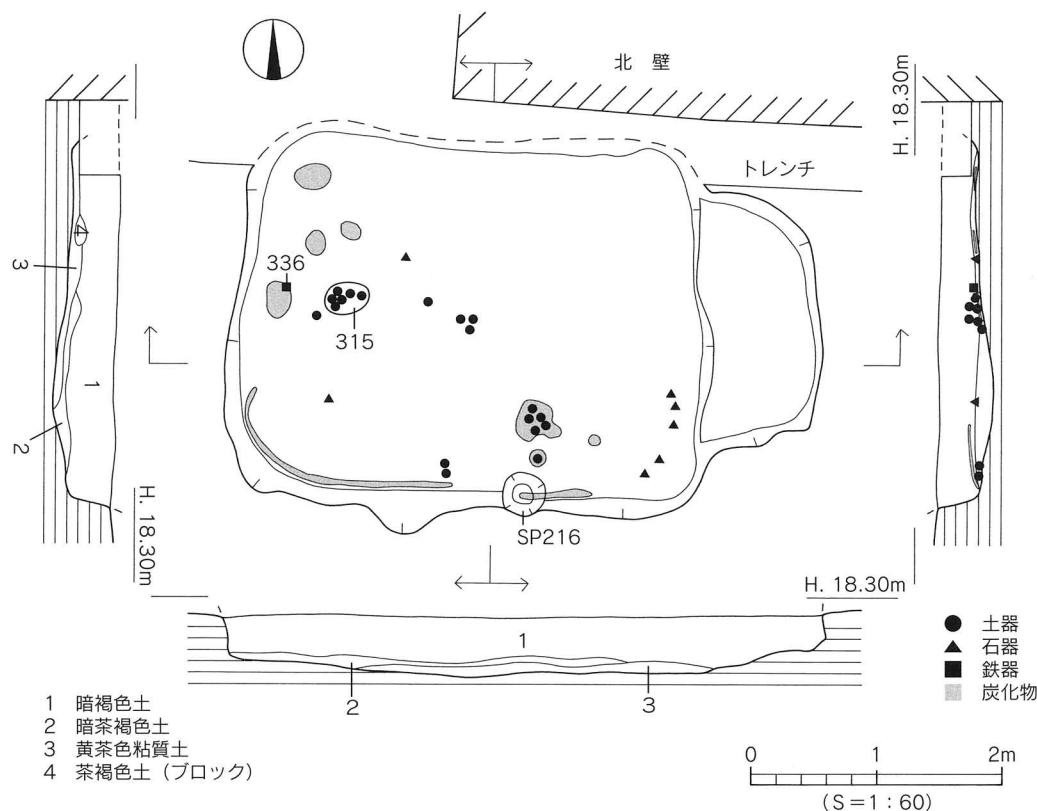 北 壁
H. 18.30m
トレンチ
4
3
336
315
1
2
SP216
H. 18.30m
H. 18.30m
1
2
3
● 土器
▲ 石器
■ 鉄器
炭化物
1 暗褐色土
2 暗茶褐色土
3 黄茶色粘質土
4 茶褐色土（ブロック）
0 1 2m
（S＝1：60）